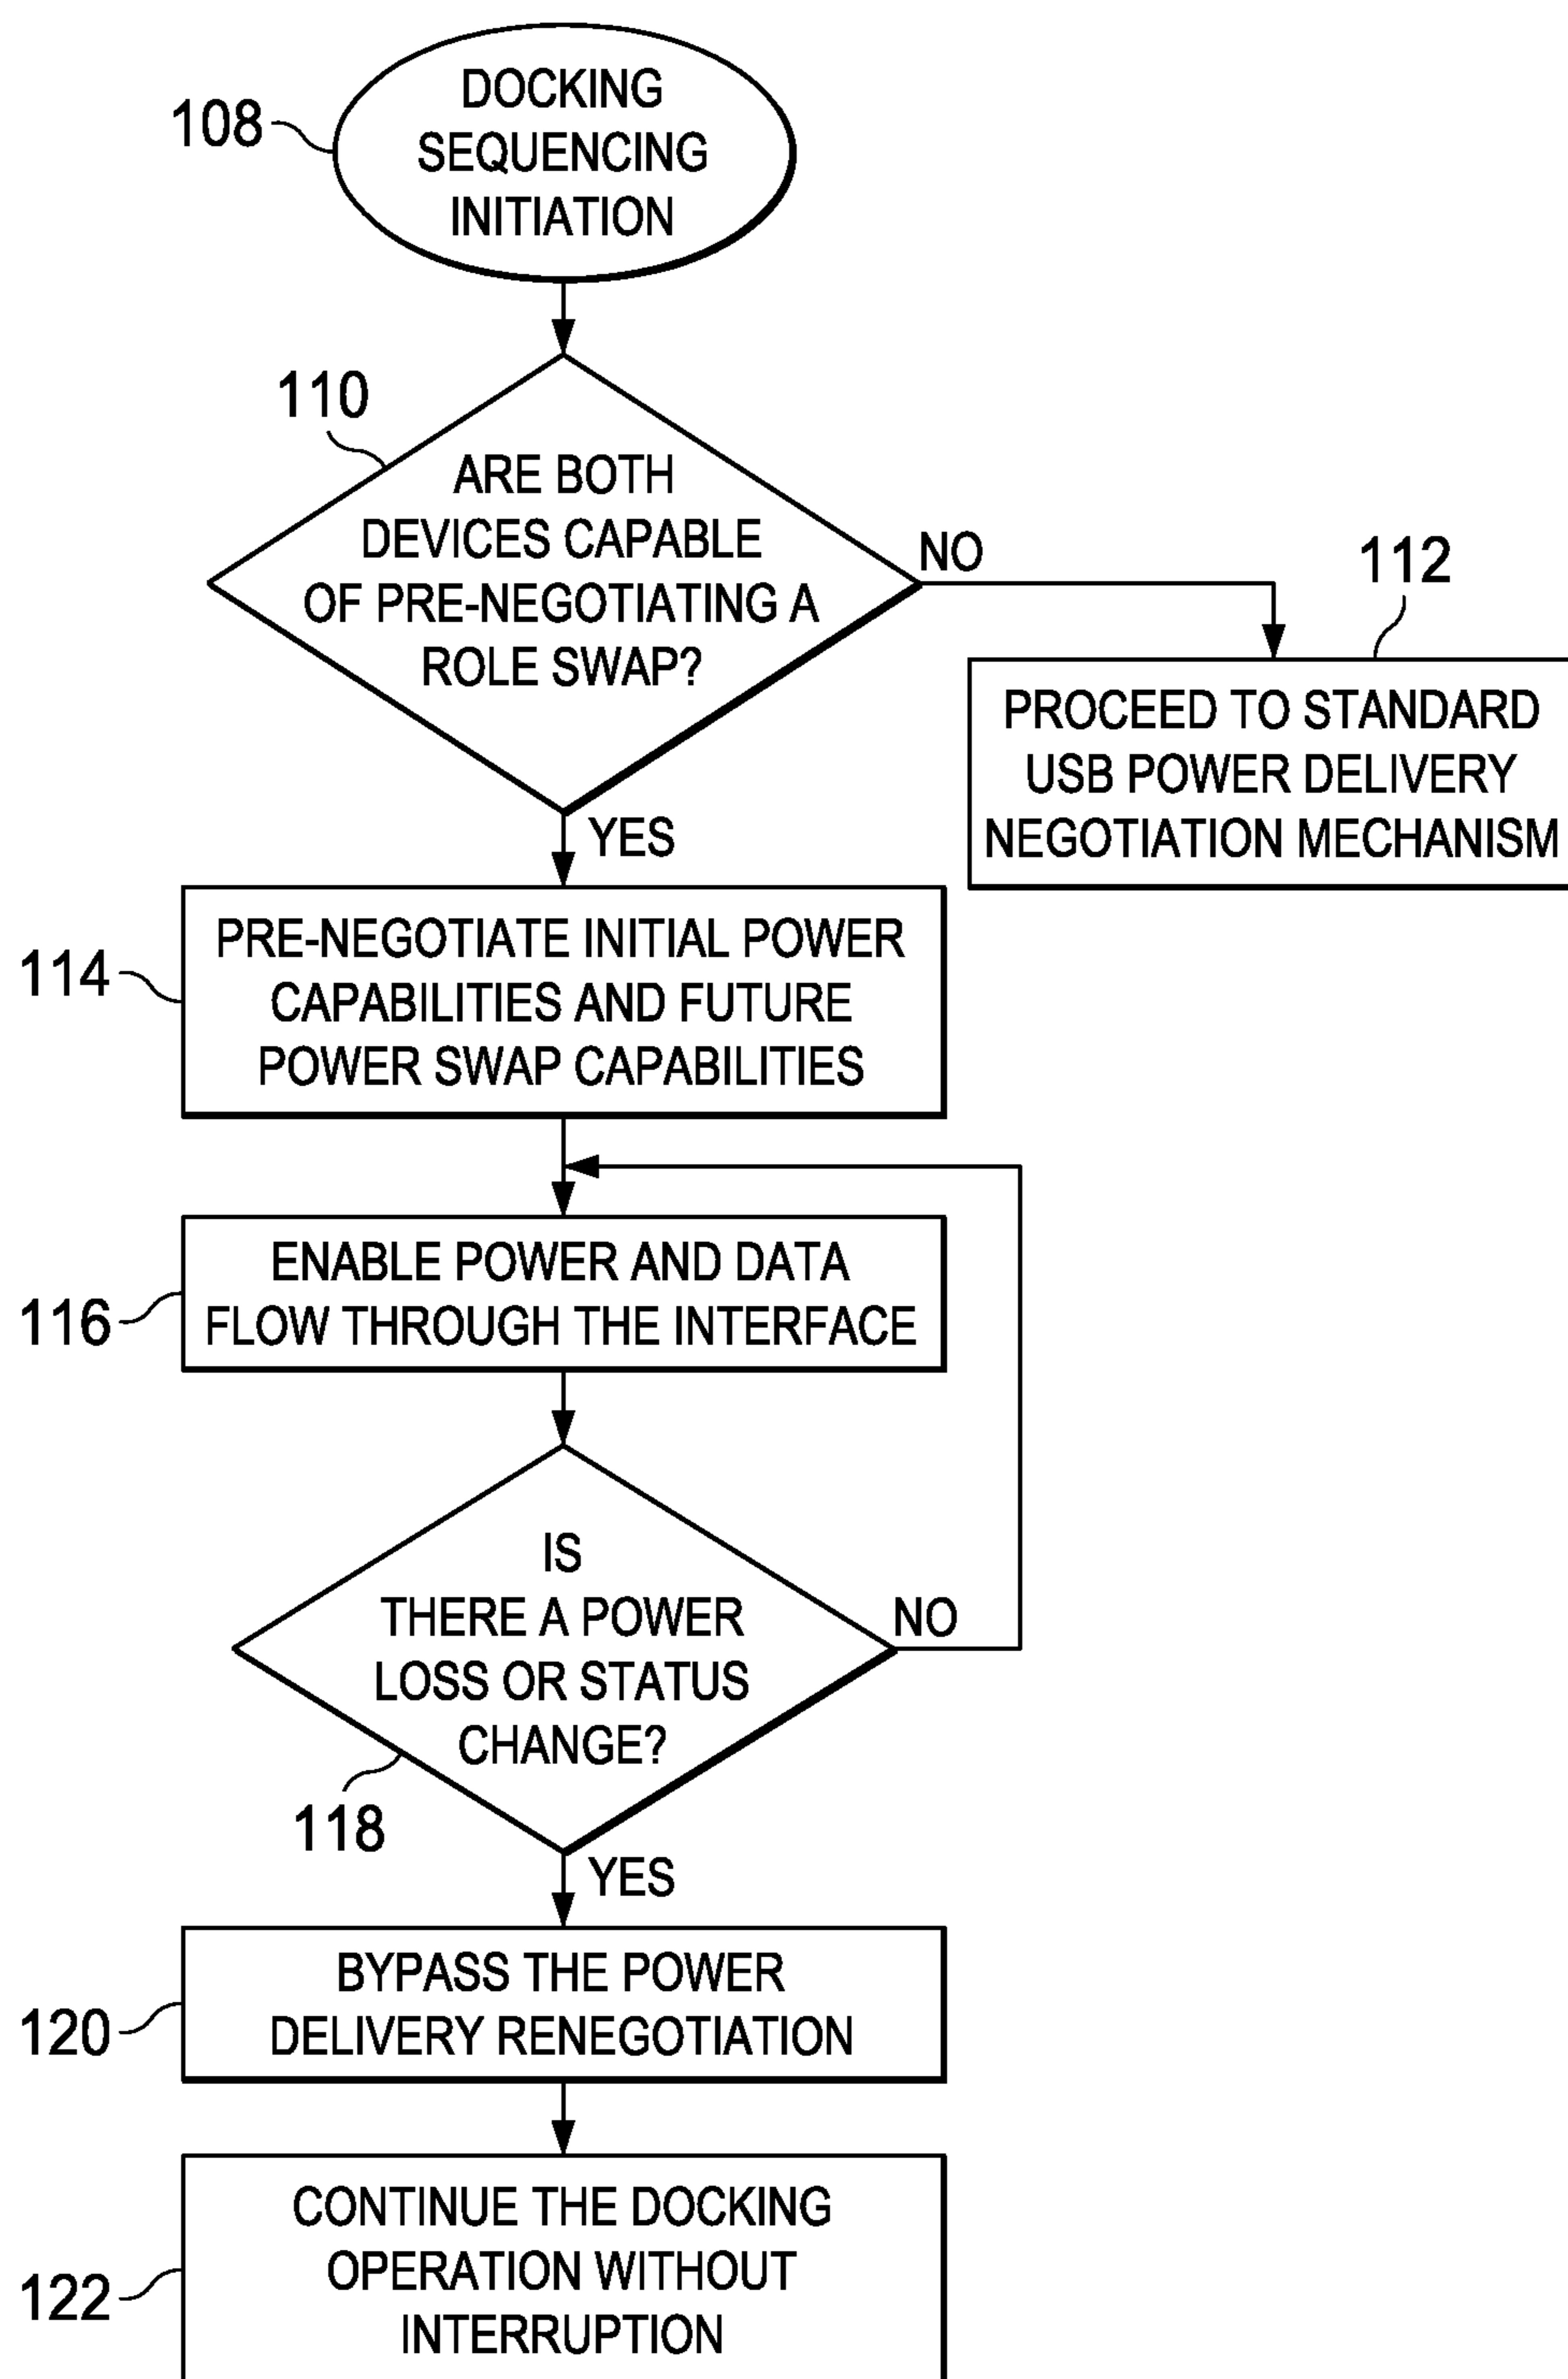 108
DOCKING
SEQUENCING
INITIATION
110
ARE BOTH
DEVICES CAPABLE
OF PRE-NEGOTIATING A
ROLE SWAP?
NO
112
PROCEED TO STANDARD
USB POWER DELIVERY
NEGOTIATION MECHANISM
YES
114
PRE-NEGOTIATE INITIAL POWER
CAPABILITIES AND FUTURE
POWER SWAP CAPABILITIES
116
ENABLE POWER AND DATA
FLOW THROUGH THE INTERFACE
IS
THERE A POWER
LOSS OR STATUS
CHANGE?
NO
118
YES
120
BYPASS THE POWER
DELIVERY RENEGOTIATION
122
CONTINUE THE DOCKING
OPERATION WITHOUT
INTERRUPTION